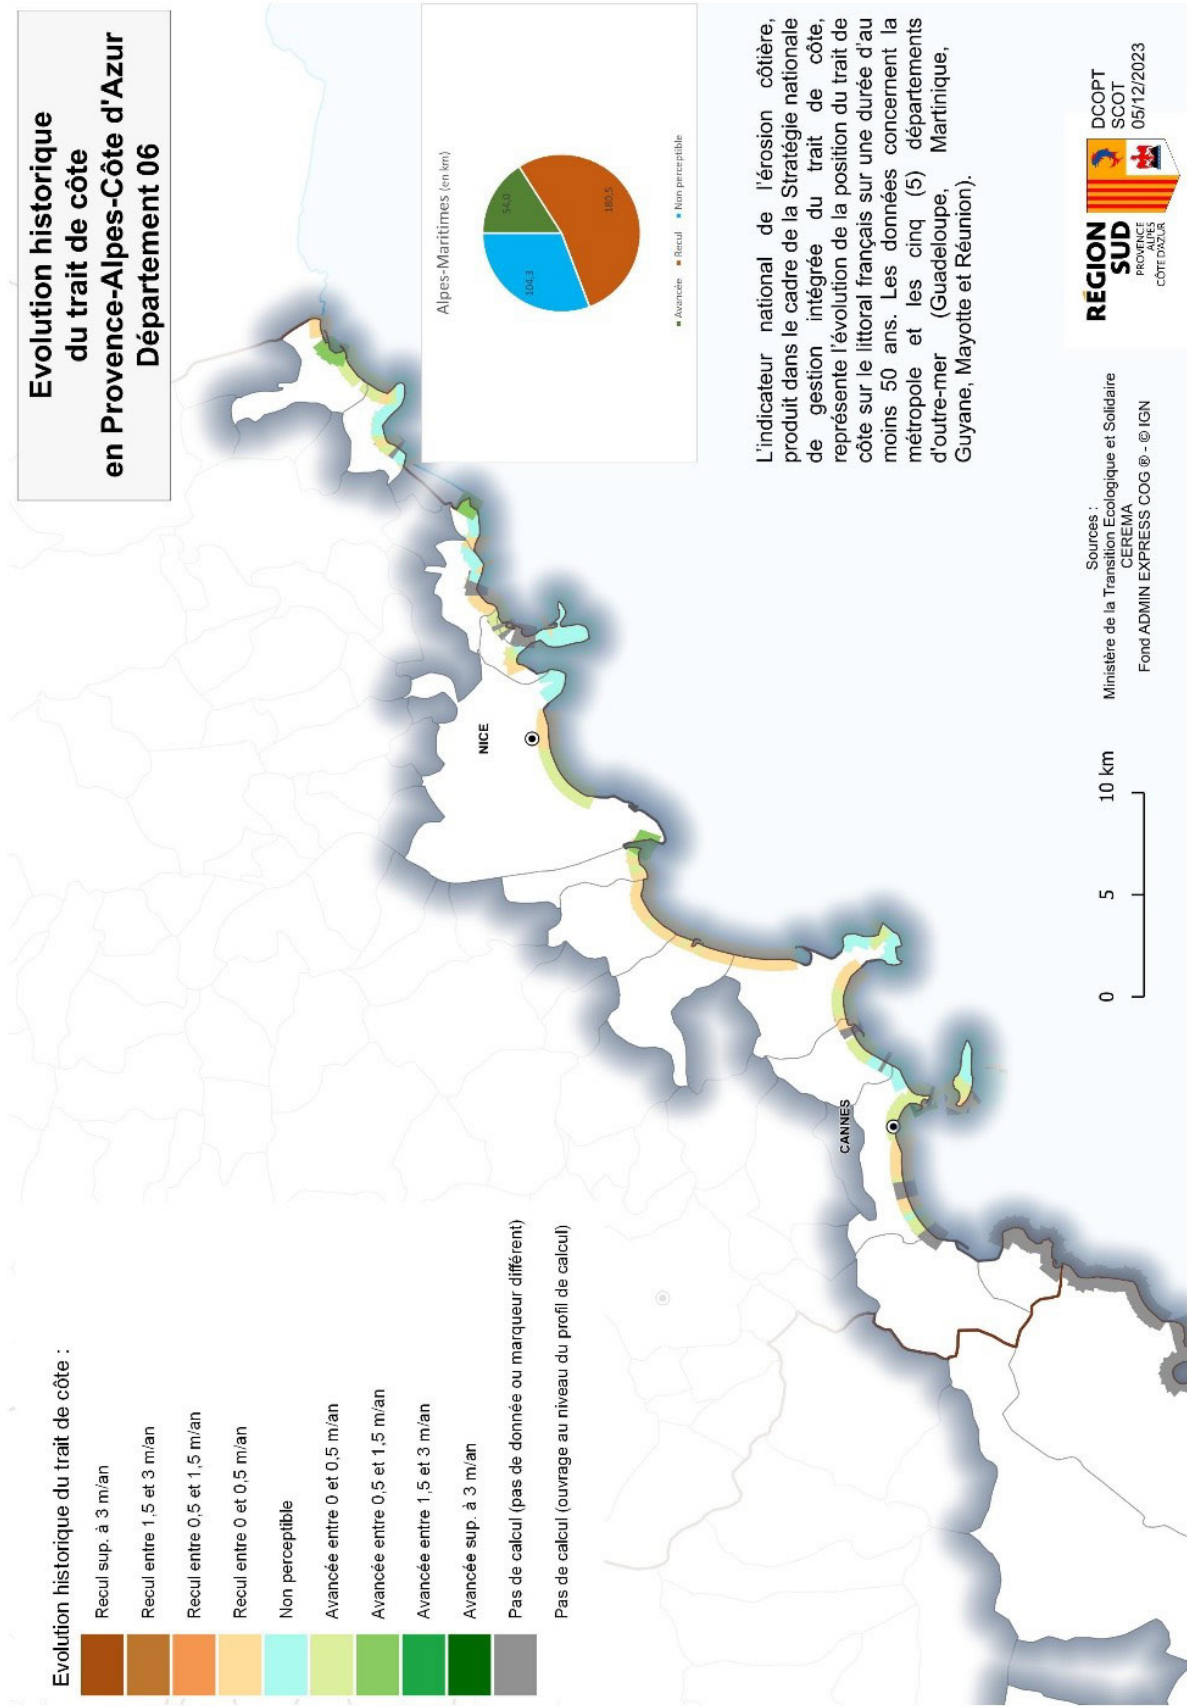 Evolution historique
du trait de côte
en Provence-Alpes-Côte d'Azur
Département 06
Evolution historique du trait de côte :
Recul sup. à 3 m/an
Recul entre 1,5 et 3 m/an
Recul entre 0,5 et 1,5 m/an
Recul entre 0 et 0,5 m/an
Non perceptible
Avancée entre 0 et 0,5 m/an
Avancée entre 0,5 et 1,5 m/an
Avancée entre 1,5 et 3 m/an
Avancée sup. à 3 m/an
Pas de calcul (pas de donnée ou marqueur différent)
Pas de calcul (ouvrage au niveau du profil de calcul)
NICE
CANNES
Alpes-Maritimes (en km)
54,0
104,3
180,5
Avancée Recul Non perceptible
L'indicateur national de l'érosion côtière,
produit dans le cadre de la Stratégie nationale
de gestion intégrée du trait de côte,
représente l'évolution de la position du trait de
côte sur le littoral français sur une durée d'au
moins 50 ans. Les données concernent la
métropole et les cinq (5) départements
d'outre-mer (Guadeloupe, Martinique,
Guyane, Mayotte et Réunion).
0 5 10 km
Sources :
Ministère de la Transition Ecologique et Solidaire
CEREMA
Fond ADMIN EXPRESS COG ® - © IGN
RÉGION
SUD
PROVENCE
ALPES
CÔTE D'AZUR
DCOPT
SCOT
05/12/2023